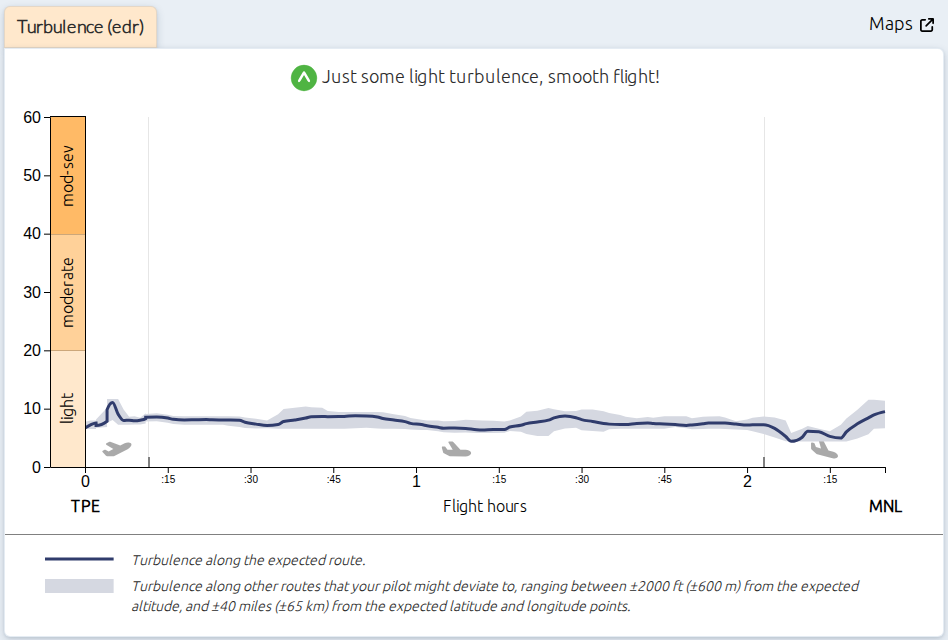 Turbulence (edr)
Maps
Just some light turbulence, smooth flight!
60
50
40
30
20
10
0
mod-sev
moderate
light
0 :15 :30 :45 1 :15 :30 :45 2 :15
TPE Flight hours MNL
Turbulence along the expected route.
Turbulence along other routes that your pilot might deviate to, ranging between ±2000 ft (±600 m) from the expected
altitude, and ±40 miles (±65 km) from the expected latitude and longitude points.